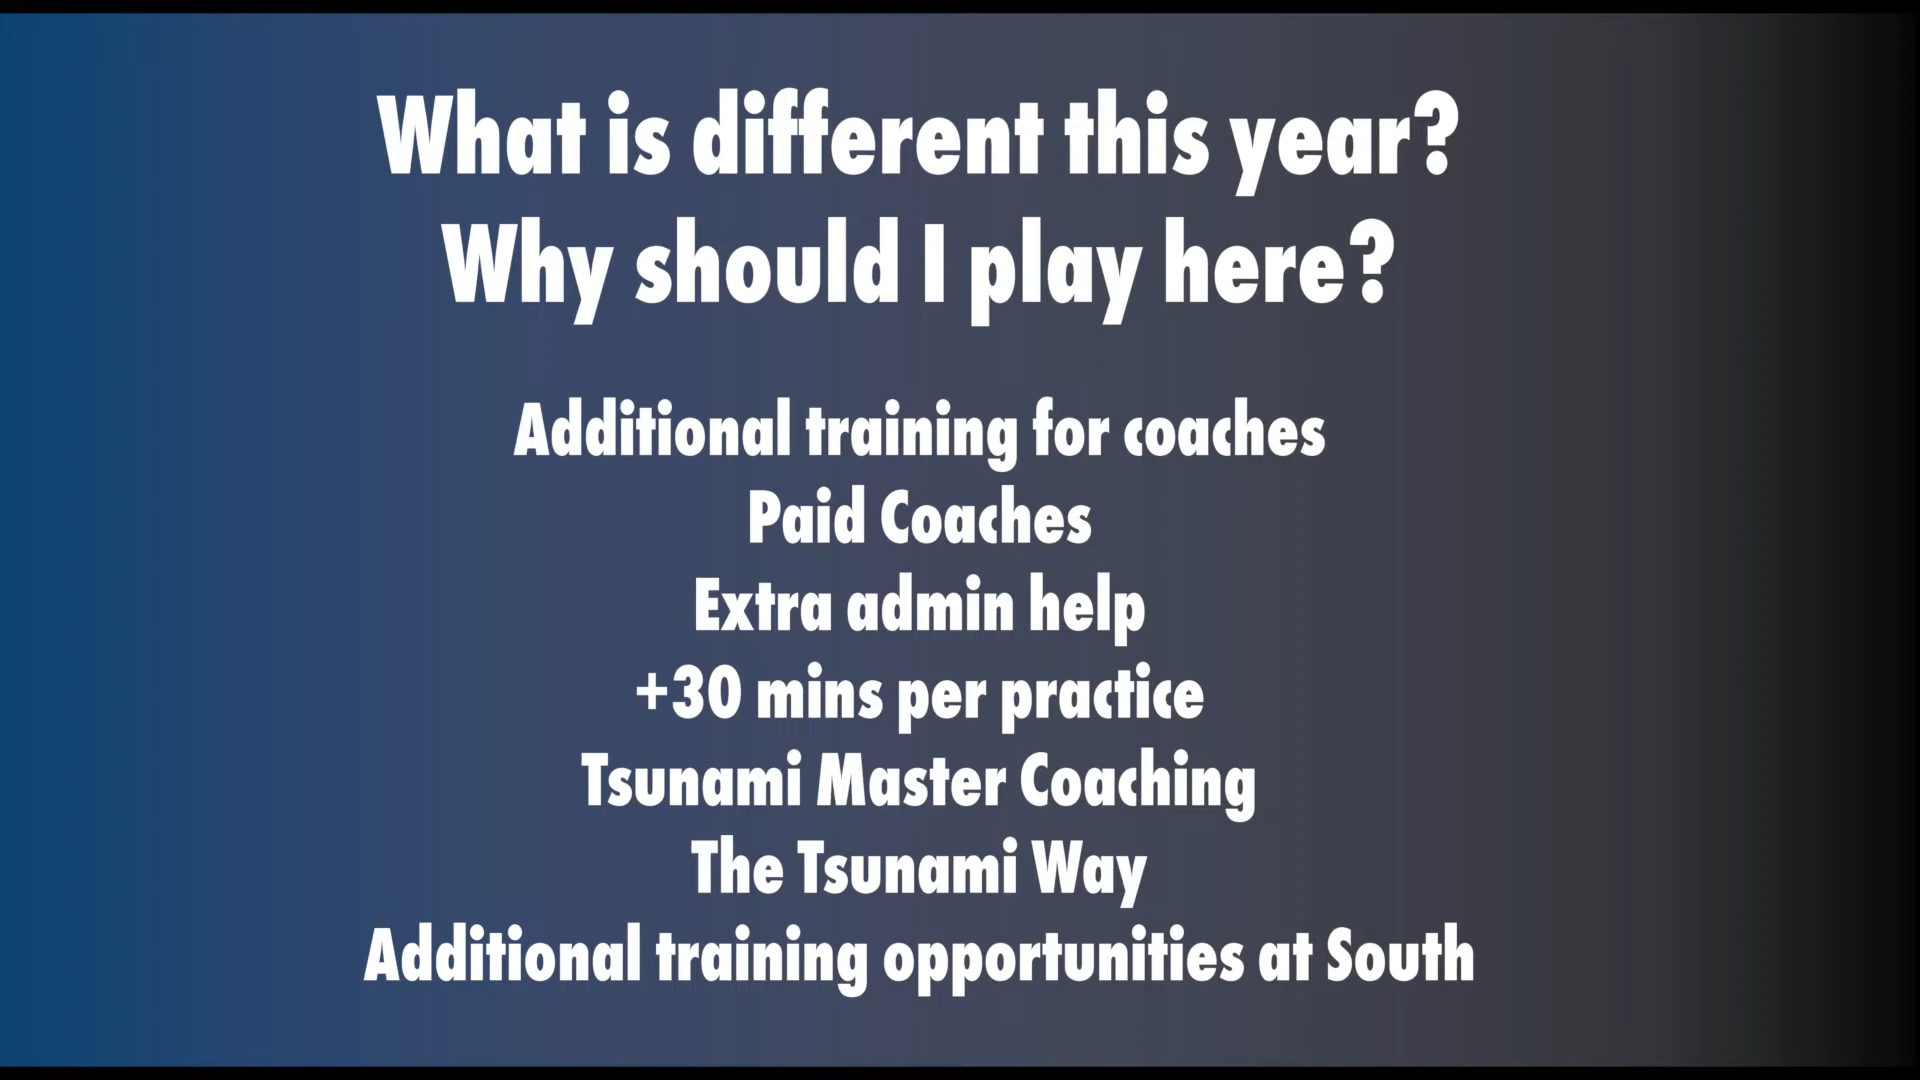 What is different this year?
Why should I play here?
Additional training for coaches
Paid Coaches
Extra admin help
+30 mins per practice
Tsunami Master Coaching
The Tsunami Way
Additional training opportunities at South